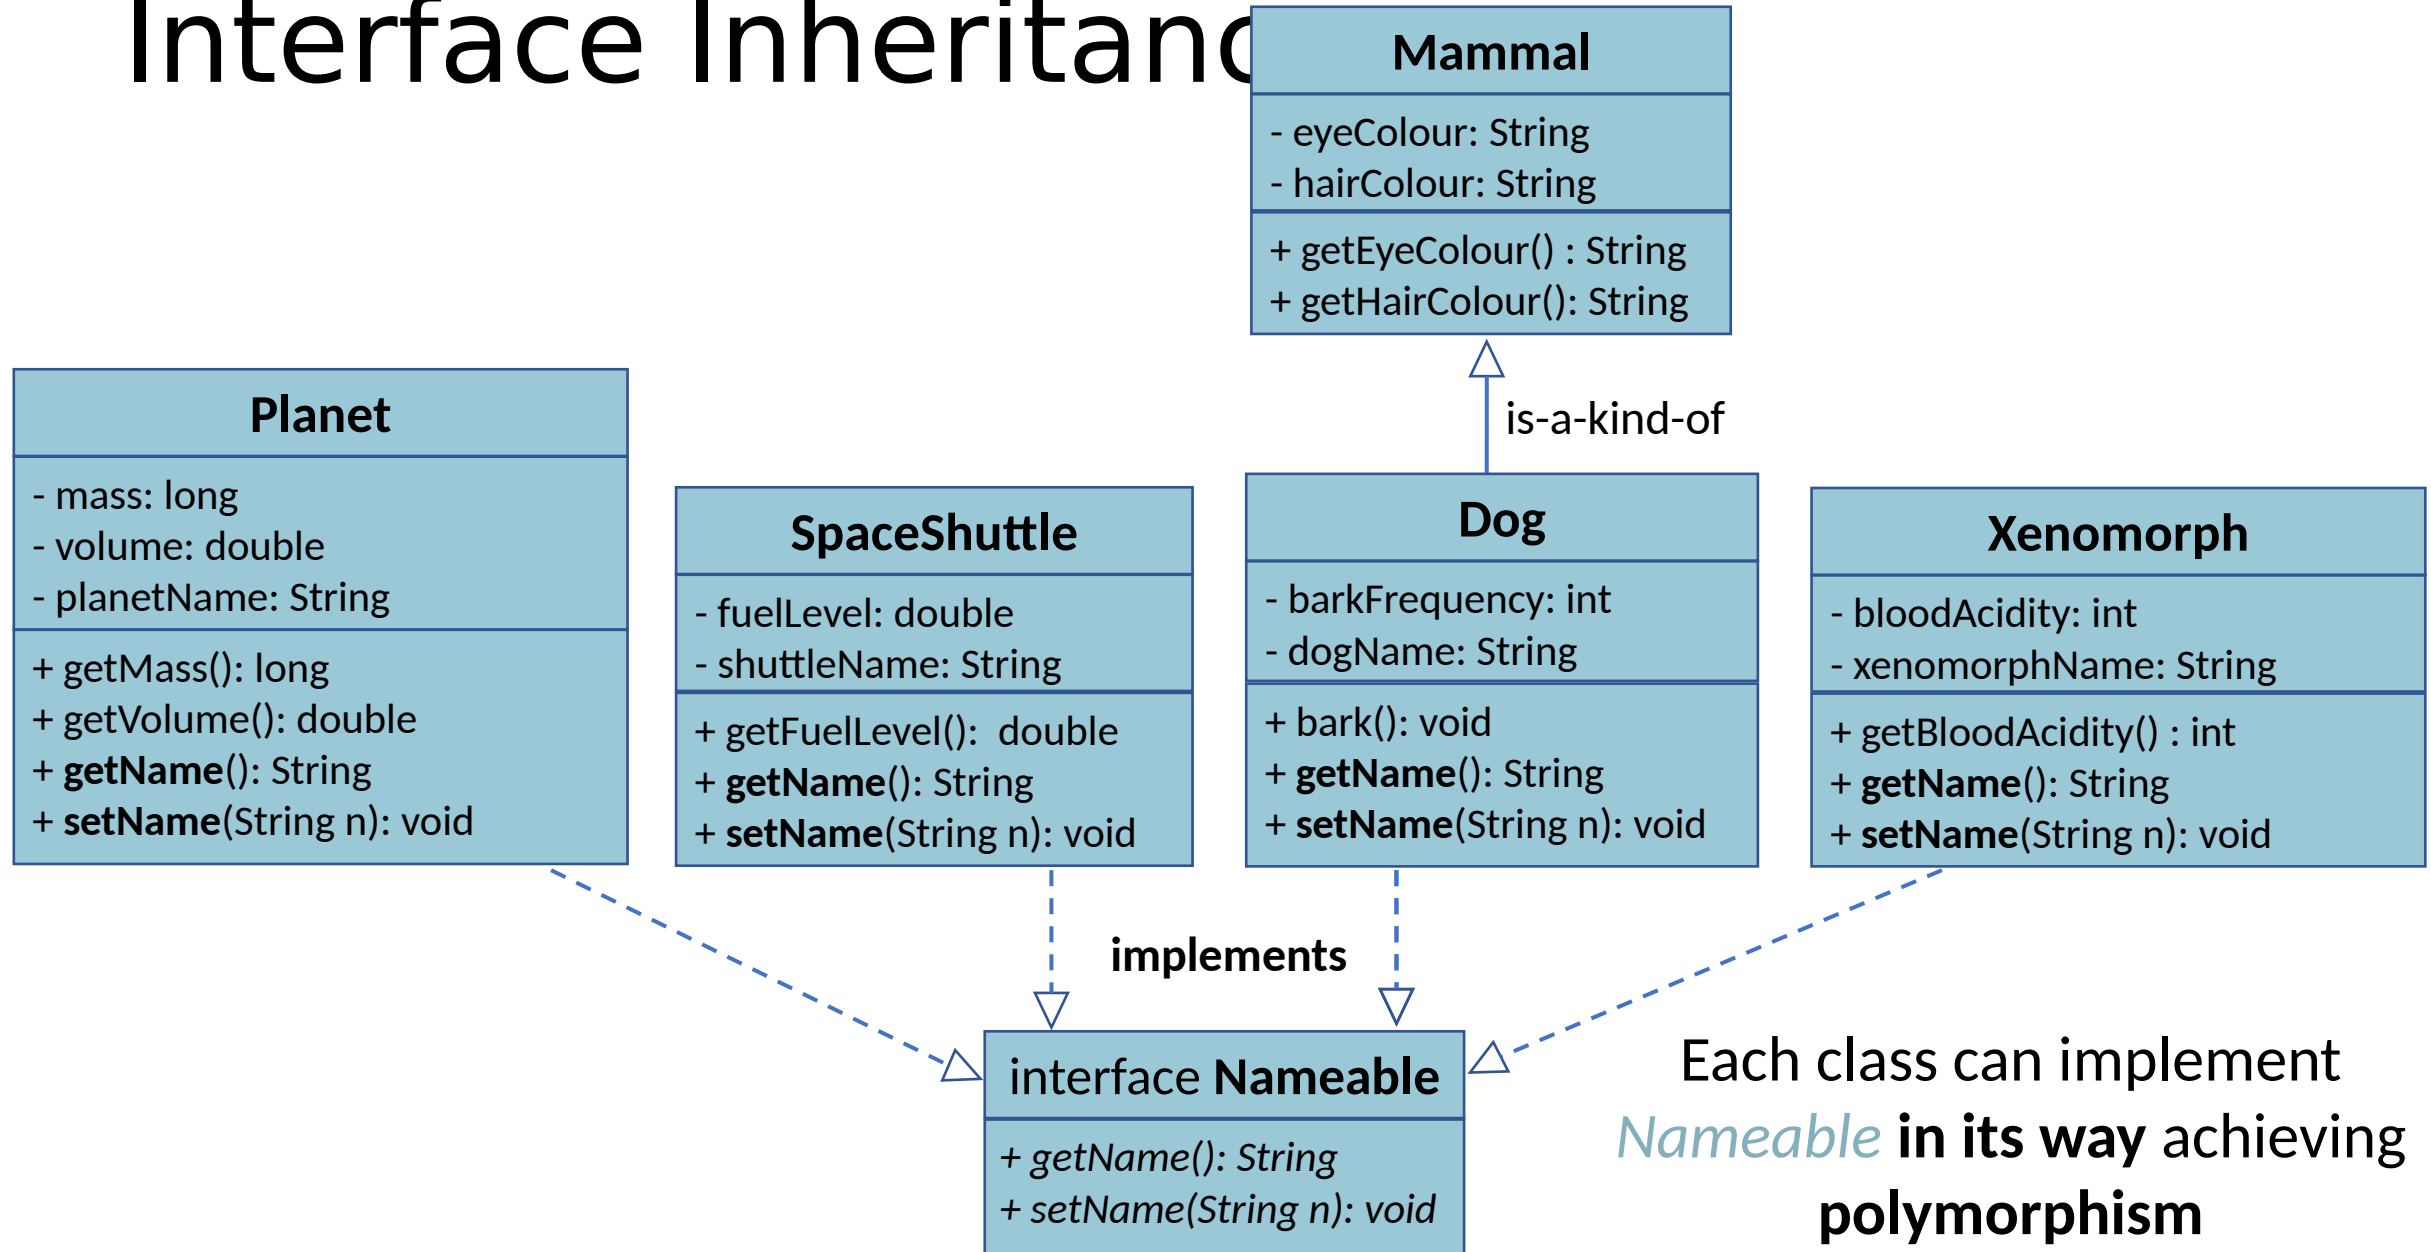 Interface Inheritanc
Mammal
- eyeColour: String
- hairColour: String
+ getEyeColour() : String
+ getHairColour(): String
is-a-kind-of
Planet
- mass: long
- volume: double
- planetName: String
+ getMass(): long
+ getVolume(): double
+ getName(): String
+ setName(String n): void
SpaceShuttle
- fuelLevel: double
- shuttleName: String
+ getFuelLevel():  double
+ getName(): String
+ setName(String n): void
Dog
- barkFrequency: int
- dogName: String
+ bark(): void
+ getName(): String
+ setName(String n): void
Xenomorph
- bloodAcidity: int
- xenomorphName: String
+ getBloodAcidity() : int
+ getName(): String
+ setName(String n): void
implements
interface Nameable
+ getName(): String
+ setName(String n): void
Each class can implement
Nameable in its way achieving
polymorphism